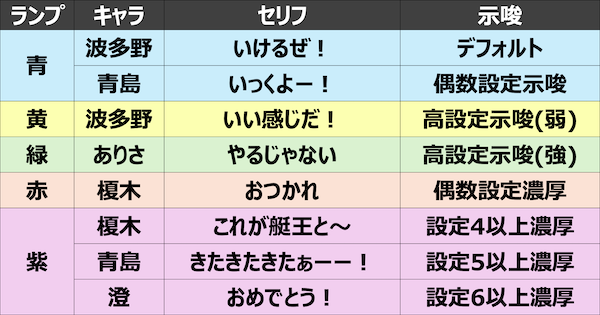 ランプ キャラ セリフ 示唆
青 波多野 いけるぜ！ デフォルト
青島 いっくよー！ 偶数設定示唆
黄 波多野 いい感じだ！ 高設定示唆(弱)
緑 ありさ やるじゃない 高設定示唆(強)
赤 榎木 おつかれ 偶数設定濃厚
紫 榎木 これが艇王と〜 設定4以上濃厚
青島 きたきたきたぁーー！ 設定5以上濃厚
澄 おめでとう！ 設定6以上濃厚